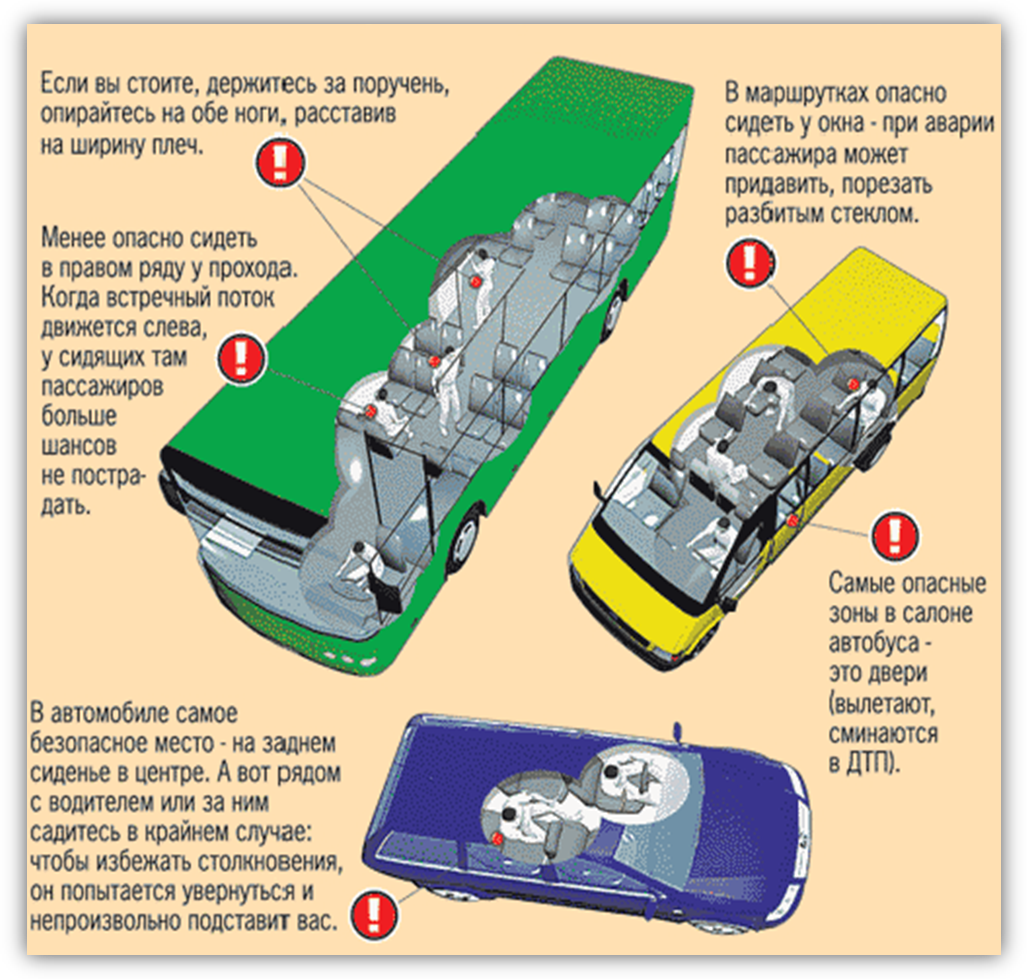 Если вы стоите, держитесь за поручень,
опирайтесь на обе ноги, расставив
на ширину плеч.
Менее опасно сидеть
в правом ряду у прохода.
Когда встречный поток
движется слева,
у сидящих там
пассажиров
больше
шансов
не постра-
дать.
В маршрутках опасно
сидеть у окна - при аварии
пассажира может
придавить, порезать
разбитым стеклом.
Самые опасные
зоны в салоне
автобуса -
это двери
(вылетают,
сминаются
в ДТП).
В автомобиле самое
безопасное место - на заднем
сиденье в центре. А вот рядом
с водителем или за ним
садитесь в крайнем случае:
чтобы избежать столкновения,
он попытается увернуться и
непроизвольно подставит вас.